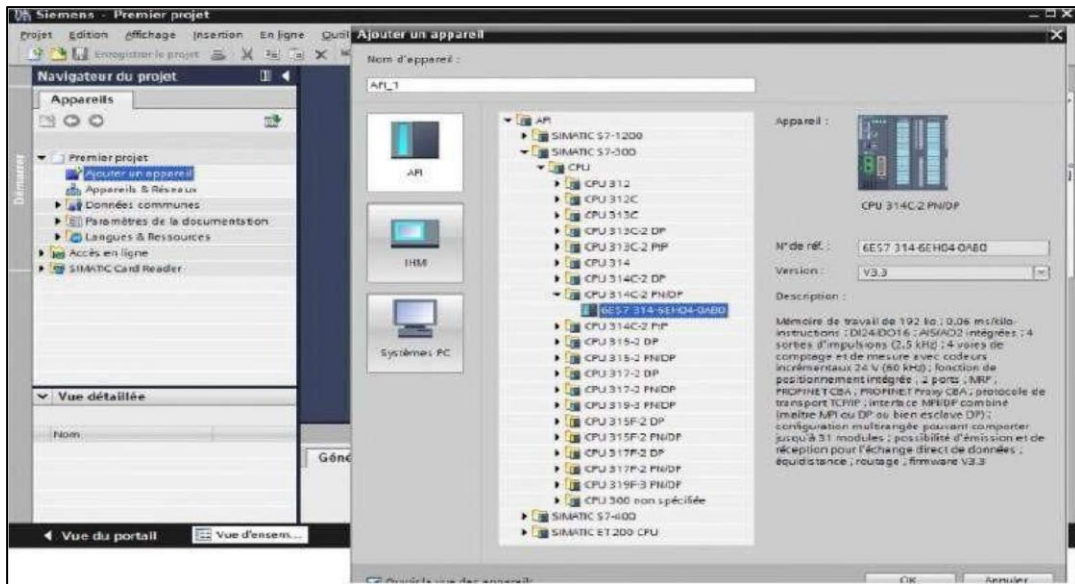 Siemens - Premier projet
Projet Edition Affichage Insertion En ligne
Enregistrer le projet
Navigateur du projet
Appareils
Démarrer
Premier projet
Ajouter un appareil
Appareils & Réseaux
Données communes
Paramètres de la documentation
Langues & Ressources
Accès en ligne
SIMATIC Card Reader
Vue détaillée
Nom
Vue du portail
Vue d'ensem...
Ajouter un appareil
Nom d'appareil :
API_1
API
IHM
Systèmes PC
API
SIMATIC S7-1200
SIMATIC S7-300
CPU
CPU 312
CPU 312C
CPU 313C
CPU 313C-2 DP
CPU 313C-2 PtP
CPU 314
CPU 314C-2 DP
CPU 314C-2 PN/DP
6ES7 314-6EH04-0AB0
CPU 314C-2 PtP
CPU 315-2 DP
CPU 315-2 PN/DP
CPU 317-2 DP
CPU 317-2 PN/DP
CPU 319-3 PN/DP
CPU 315F-2 DP
CPU 315F-2 PN/DP
CPU 317F-2 DP
CPU 317F-2 PN/DP
CPU 319F-3 PN/DP
CPU 300 non spécifiée
SIMATIC S7-400
SIMATIC ET 200 CPU
Appareil :
CPU 314C-2 PN/DP
N° de réf. :
6ES7 314-6EH04-0AB0
Version :
V3.3
Description :
Mémoire de travail de 192 ko ; 0,06 ms/kilo-
instructions ; DI24/DO16 ; AI5/AO2 intégrées ; 4
sorties d'impulsions (2,5 kHz) ; 4 voies de
comptage et de mesure avec codeurs
incrémentaux 24 V (60 kHz) ; fonction de
positionnement intégrée ; 2 ports ; MRP ;
PROFINET CBA ; PROFINET Proxy CBA ; protocole de
transport TCP/IP ; interface MPI/DP combiné
(maître MPI ou DP ou bien esclave DP) ;
configuration multirangée pouvant comporter
jusqu'à 31 modules ; possibilité d'émission et de
réception pour l'échange direct de données ;
équidistance ; routage ; firmware V3.3
Ouvrir la vue des appareils
OK
Annuler